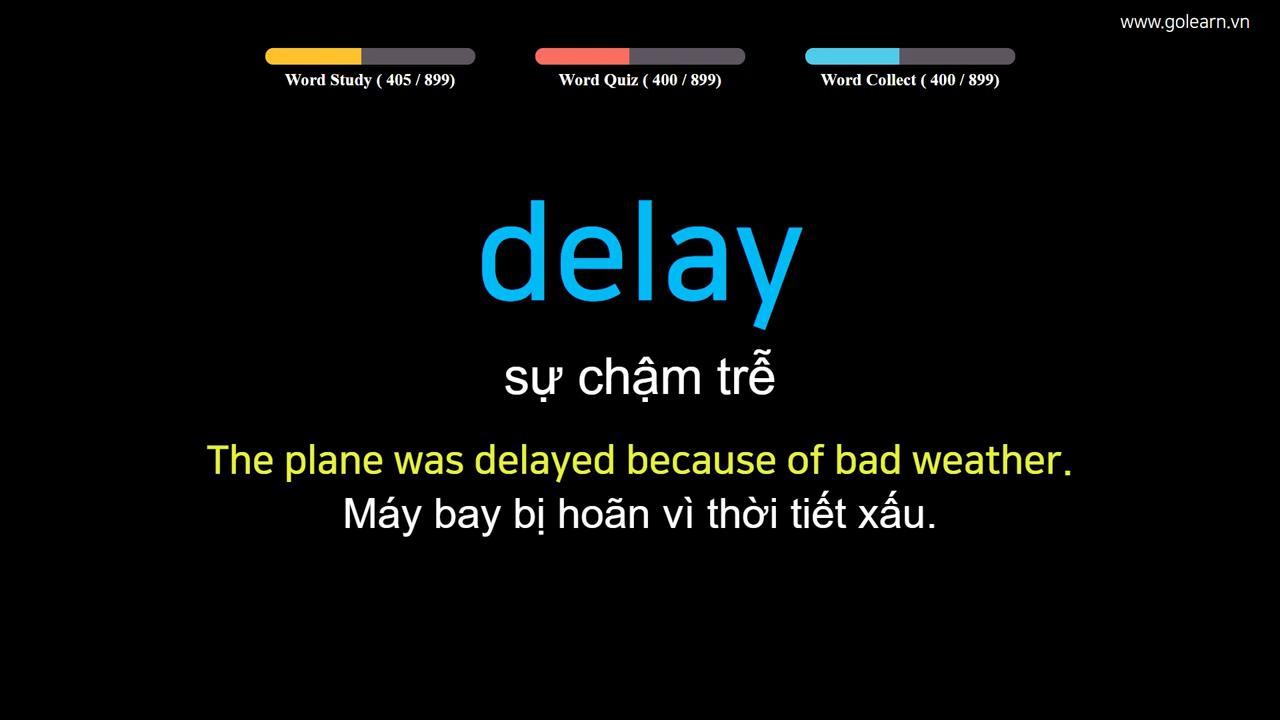 www.golearn.vn
Word Study ( 405 / 899)
Word Quiz ( 400 / 899)
Word Collect ( 400 / 899)
delay
sự chậm trễ
The plane was delayed because of bad weather.
Máy bay bị hoãn vì thời tiết xấu.